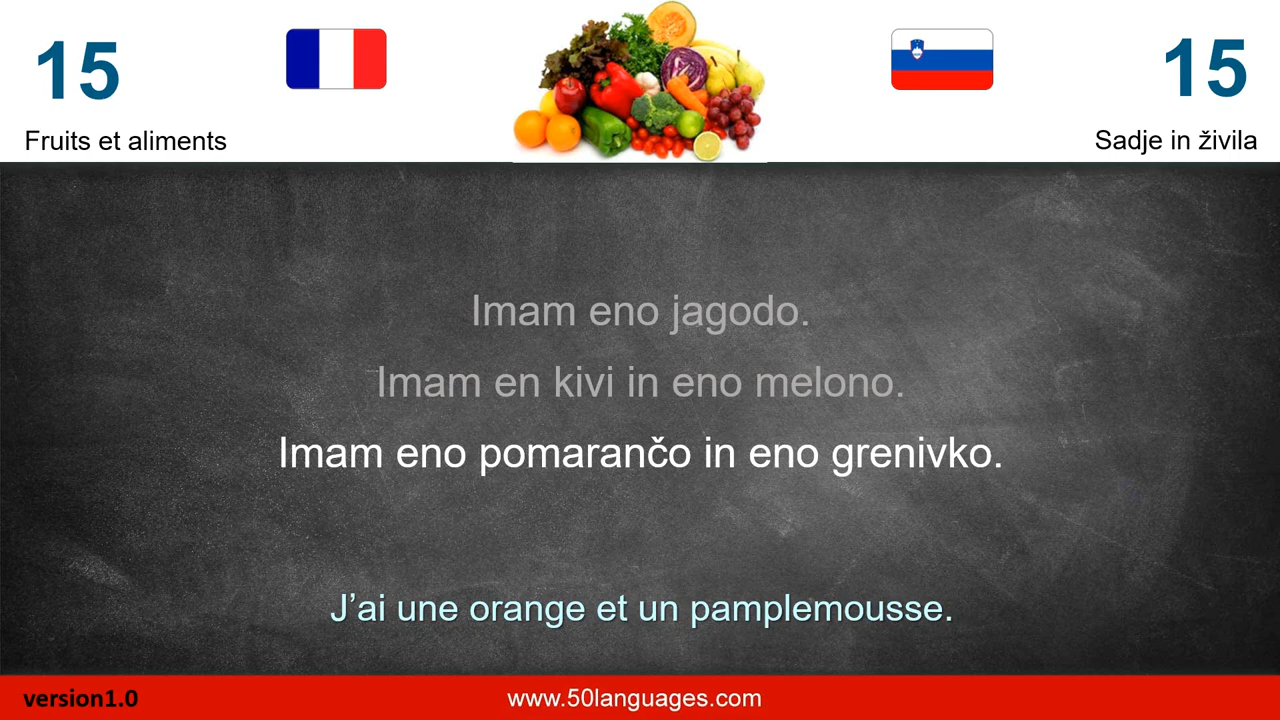 15
15
Fruits et aliments
Sadje in živila
Imam eno jagodo.
Imam en kivi in eno melono.
Imam eno pomarančo in eno grenivko.
J’ai une orange et un pamplemousse.
version1.0
www.50languages.com